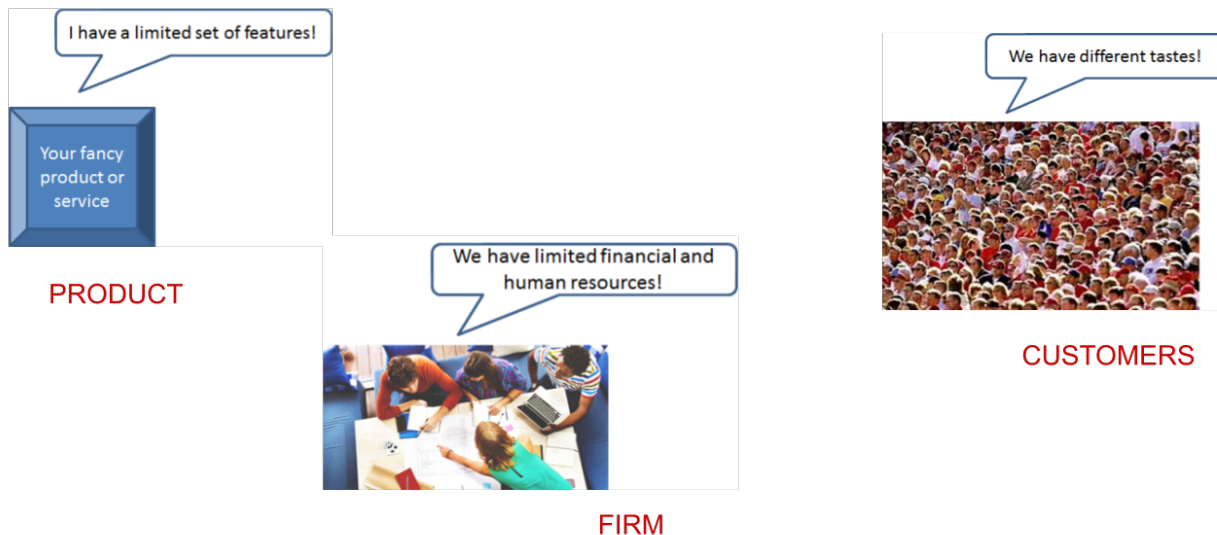 I have a limited set of features!
Your fancy
product or
service
PRODUCT
We have limited financial and
human resources!
FIRM
We have different tastes!
CUSTOMERS